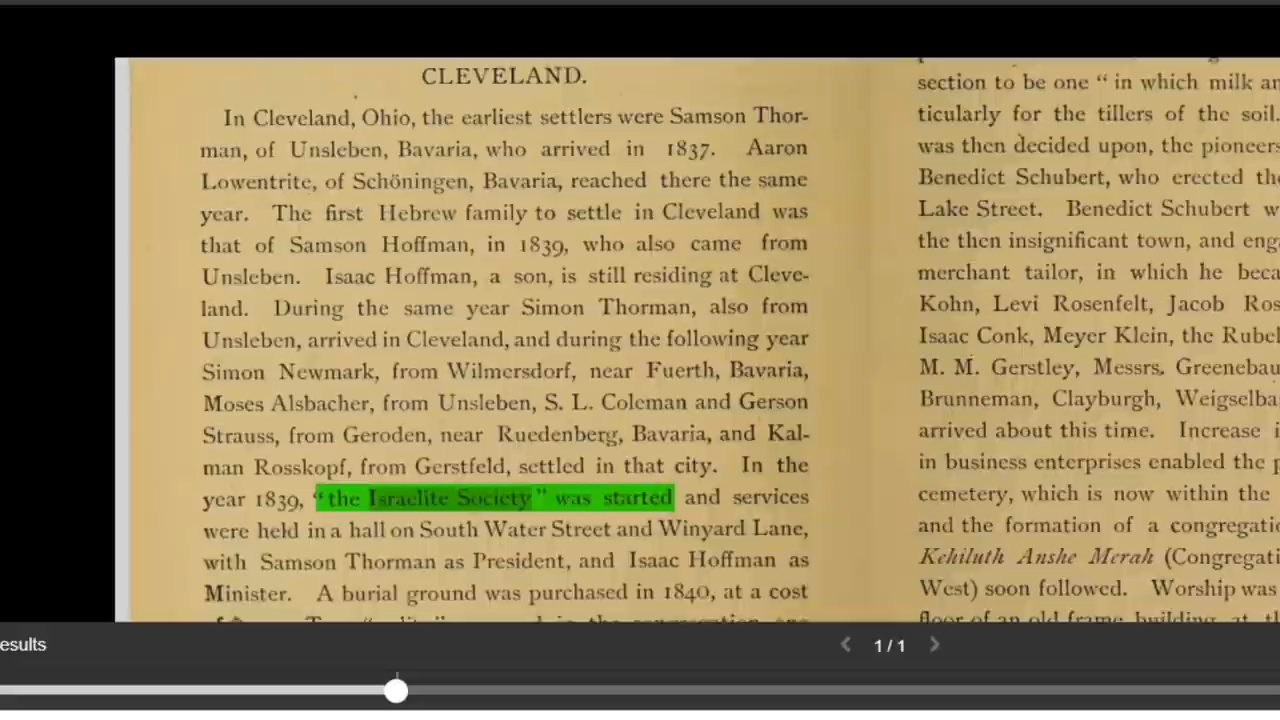 CLEVELAND.
In Cleveland, Ohio, the earliest settlers were Samson Thor-
man, of Unsleben, Bavaria, who arrived in 1837. Aaron
Lowentrite, of Schöningen, Bavaria, reached there the same
year. The first Hebrew family to settle in Cleveland was
that of Samson Hoffman, in 1839, who also came from
Unsleben. Isaac Hoffman, a son, is still residing at Cleve-
land. During the same year Simon Thorman, also from
Unsleben, arrived in Cleveland, and during the following year
Simon Newmark, from Wilmersdorf, near Fuerth, Bavaria,
Moses Alsbacher, from Unsleben, S. L. Coleman and Gerson
Strauss, from Geroden, near Ruedenberg, Bavaria, and Kal-
man Rosskopf, from Gerstfeld, settled in that city. In the
year 1839, “the Israelite Society” was started and services
were held in a hall on South Water Street and Winyard Lane,
with Samson Thorman as President, and Isaac Hoffman as
Minister. A burial ground was purchased in 1840, at a cost
section to be one “in which milk an
ticularly for the tillers of the soil.
was then decided upon, the pioneers
Benedict Schubert, who erected the
Lake Street. Benedict Schubert w
the then insignificant town, and eng
merchant tailor, in which he beca
Kohn, Levi Rosenfelt, Jacob Ros
Isaac Conk, Meyer Klein, the Rubel
M. M. Gerstley, Messrs. Greenebau
Brunneman, Clayburgh, Weigselba
arrived about this time. Increase i
in business enterprises enabled the p
cemetery, which is now within the
and the formation of a congregatio
Kehiluth Anshe Merah (Congregati
West) soon followed. Worship was
floor of an old frame building at th
esults
1 / 1